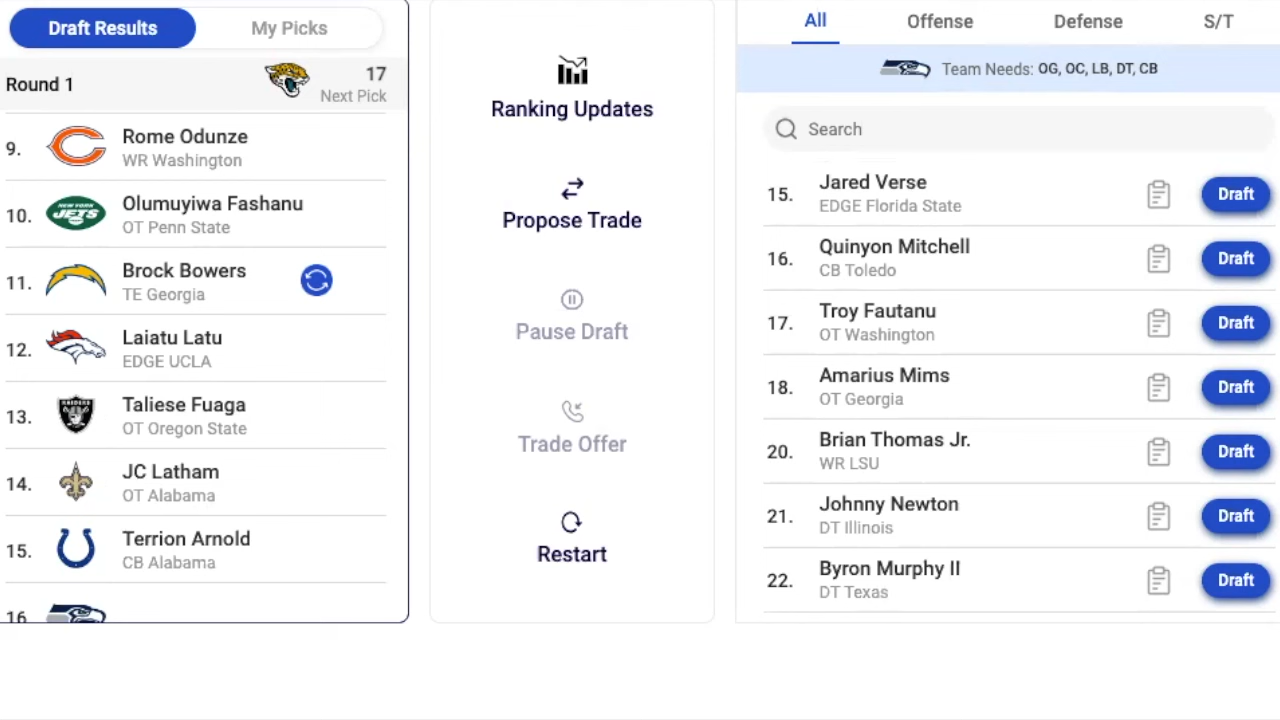 Draft Results
My Picks
Round 1
17
Next Pick
9.
Rome Odunze
WR Washington
10.
NEW YORK
JETS
Olumuyiwa Fashanu
OT Penn State
11.
Brock Bowers
TE Georgia
12.
Laiatu Latu
EDGE UCLA
13.
RAIDERS
Taliese Fuaga
OT Oregon State
14.
JC Latham
OT Alabama
15.
Terrion Arnold
CB Alabama
16.
Ranking Updates
Propose Trade
Pause Draft
Trade Offer
Restart
All
Offense
Defense
S/T
Team Needs: OG, OC, LB, DT, CB
Search
15.
Jared Verse
EDGE Florida State
Draft
16.
Quinyon Mitchell
CB Toledo
Draft
17.
Troy Fautanu
OT Washington
Draft
18.
Amarius Mims
OT Georgia
Draft
20.
Brian Thomas Jr.
WR LSU
Draft
21.
Johnny Newton
DT Illinois
Draft
22.
Byron Murphy II
DT Texas
Draft